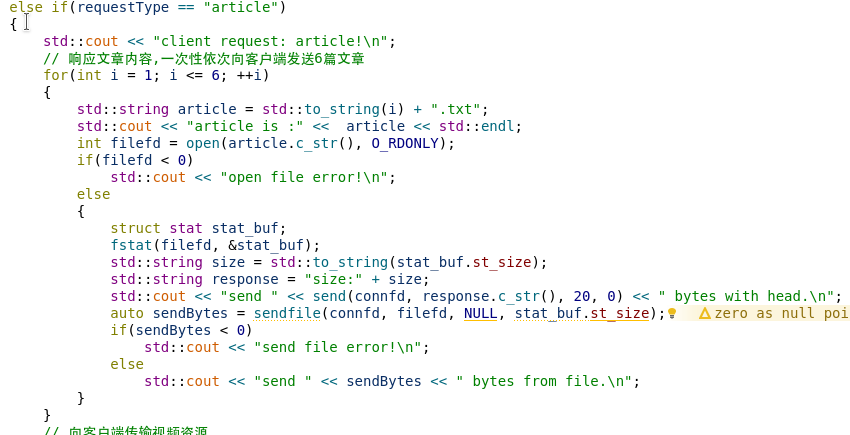 else if(requestType == "article")
{
    std::cout << "client request: article!\n";
    // 响应文章内容,一次性依次向客户端发送6篇文章
    for(int i = 1; i <= 6; ++i)
    {
        std::string article = std::to_string(i) + ".txt";
        std::cout << "article is :" <<  article << std::endl;
        int filefd = open(article.c_str(), O_RDONLY);
        if(filefd < 0)
            std::cout << "open file error!\n";
        else
        {
            struct stat stat_buf;
            fstat(filefd, &stat_buf);
            std::string size = std::to_string(stat_buf.st_size);
            std::string response = "size:" + size;
            std::cout << "send " << send(connfd, response.c_str(), 20, 0) << " bytes with head.\n";
            auto sendBytes = sendfile(connfd, filefd, NULL, stat_buf.st_size); zero as null poi
            if(sendBytes < 0)
                std::cout << "send file error!\n";
            else
                std::cout << "send " << sendBytes << " bytes from file.\n";
        }
    }
    // 向客户端传输视频资源